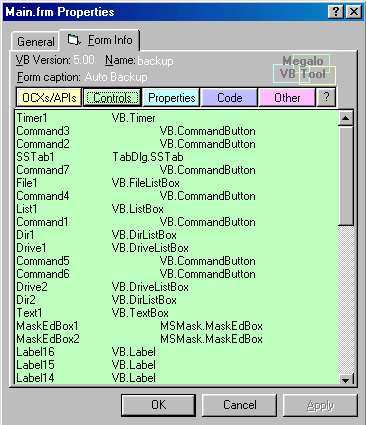 Main.frm Properties
General Form Info
VB Version: 5.00 Name: backup
Form caption: Auto Backup
Megalo
VB Tool
OCXs/APIs Controls Properties Code Other ?
Timer1 VB.Timer
Command3 VB.CommandButton
Command2 VB.CommandButton
SSTab1 TabDlg.SSTab
Command7 VB.CommandButton
File1 VB.FileListBox
Command4 VB.CommandButton
List1 VB.ListBox
Command1 VB.CommandButton
Dir1 VB.DirListBox
Drive1 VB.DriveListBox
Command5 VB.CommandButton
Command6 VB.CommandButton
Drive2 VB.DriveListBox
Dir2 VB.DirListBox
Text1 VB.TextBox
MaskEdBox1 MSMask.MaskEdBox
MaskEdBox2 MSMask.MaskEdBox
Label16 VB.Label
Label15 VB.Label
Label14 VB.Label
OK Cancel Apply